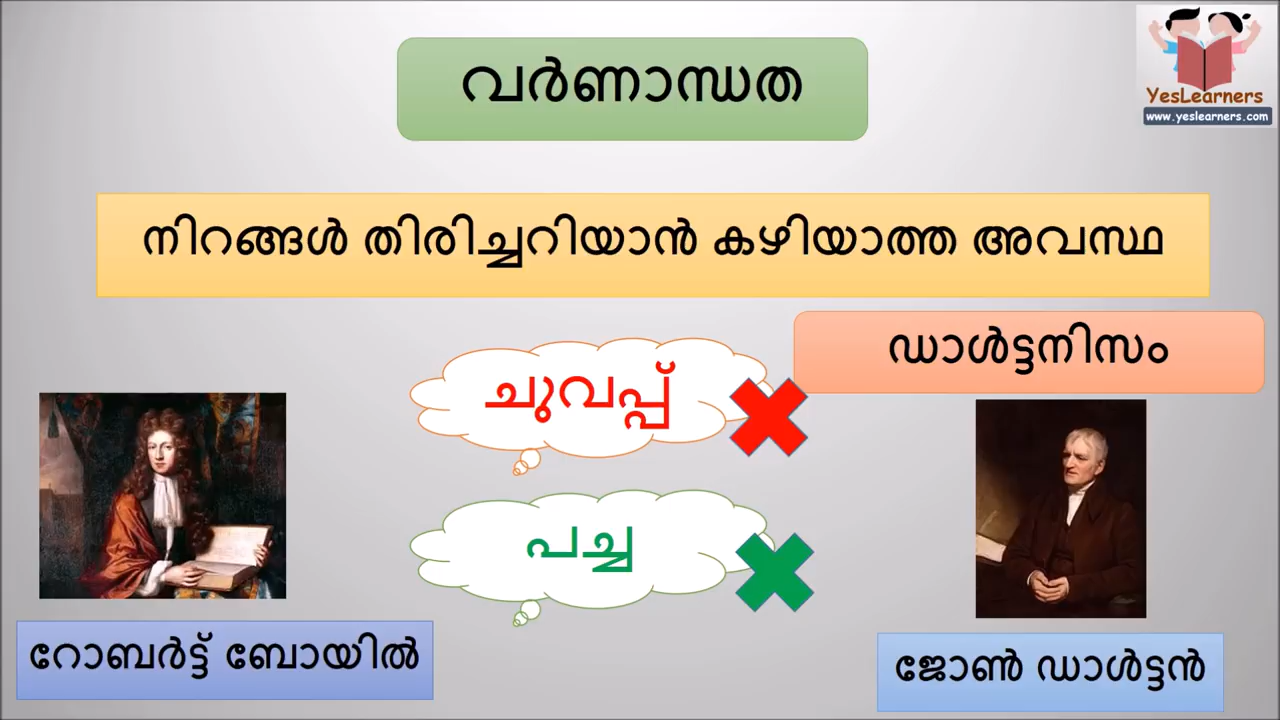 വർണാന്ധത
YesLearners
www.yeslearners.com
നിറങ്ങൾ തിരിച്ചറിയാൻ കഴിയാത്ത അവസ്ഥ
ഡാൾട്ടനിസം
ചുവപ്പ്
പച്ച
റോബർട്ട് ബോയിൽ
ജോൺ ഡാൾട്ടൻ